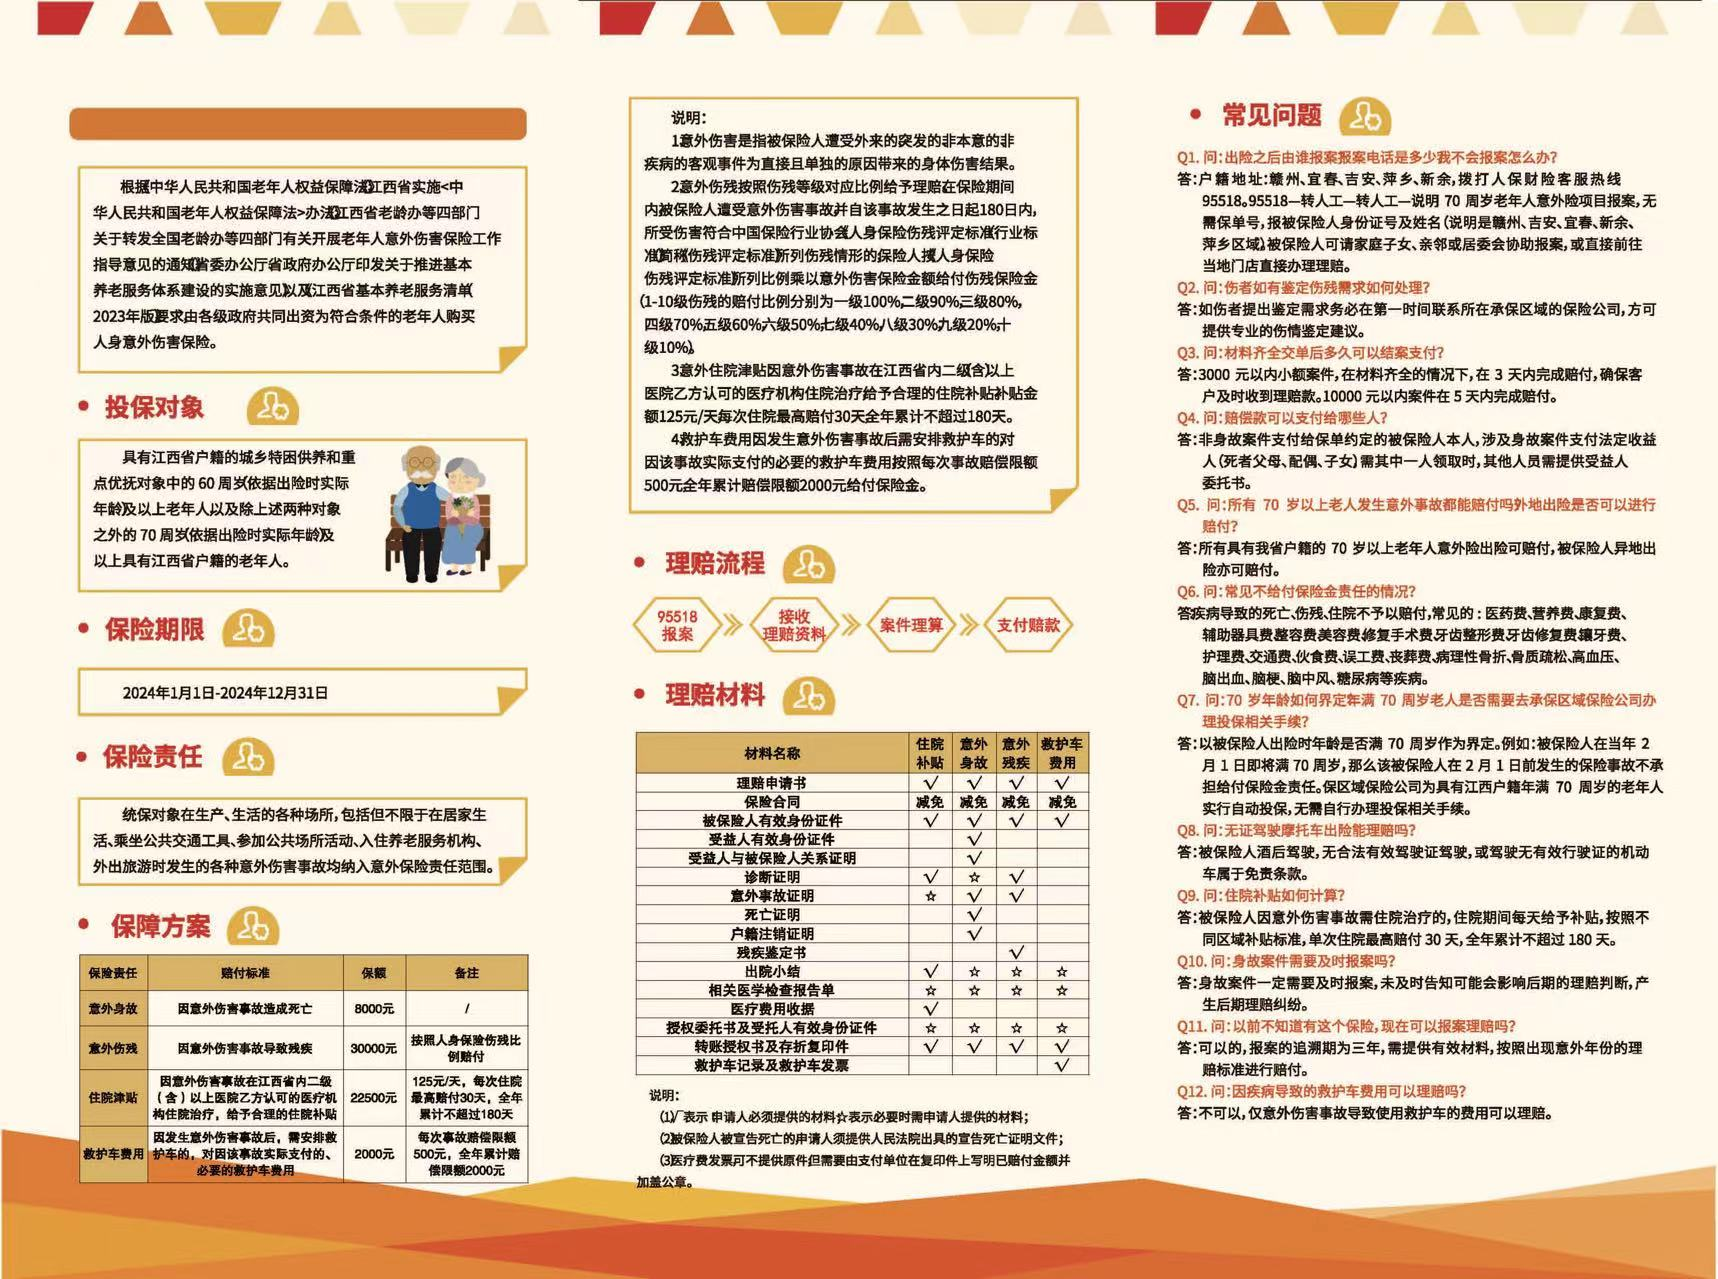 根据《中华人民共和国老年人权益保障法》《江西省实施<中
华人民共和国老年人权益保障法>办法》《江西省老龄办等四部门
关于转发全国老龄办等四部门有关开展老年人意外伤害保险工作
指导意见的通知》《省委办公厅省政府办公厅印发关于推进基本
养老服务体系建设的实施意见》以及《江西省基本养老服务清单(
2023年版)》要求,由各级政府共同出资为符合条件的老年人购买
人身意外伤害保险。
投保对象
具有江西省户籍的城乡特困供养和重
点优抚对象中的 60 周岁(依据出险时实际
年龄)及以上老年人以及除上述两种对象
之外的 70 周岁(依据出险时实际年龄)及
以上具有江西省户籍的老年人。
保险期限
2024年1月1日-2024年12月31日
保险责任
统保对象在生产、生活的各种场所,包括但不限于在居家生
活、乘坐公共交通工具、参加公共场所活动、入住养老服务机构、
外出旅游时发生的各种意外伤害事故均纳入意外保险责任范围。
保障方案
保险责任 赔付标准 保额 备注
意外身故 因意外伤害事故造成死亡 8000元 /
意外伤残 因意外伤害事故导致残疾 30000元 按照人身保险伤残比
例赔付
住院津贴 因意外伤害事故在江西省内二级
（含）以上医院乙方认可的医疗机
构住院治疗，给予合理的住院补贴 22500元 125元/天，每次住院
最高赔付30天，全年
累计不超过180天
救护车费用 因发生意外伤害事故后，需安排救
护车的，对因该事故实际支付的、
必要的救护车费用 2000元 每次事故赔偿限额
500元，全年累计赔
偿限额2000元
说明：
1.意外伤害是指被保险人遭受外来的突发的非本意的非
疾病的客观事件为直接且单独的原因带来的身体伤害结果。
2.意外伤残按照伤残等级对应比例给予理赔:在保险期间
内,被保险人遭受意外伤害事故,并自该事故发生之日起180日内,
所受伤害符合中国保险行业协会《人身保险伤残评定标准(行业标
准)》(简称《伤残评定标准》)所列伤残情形的,保险人按《人身保险
伤残评定标准》所列比例乘以意外伤害保险金额给付伤残保险金
(1-10级伤残的赔付比例分别为一级100%,二级90%,三级80%,
四级70%,五级60%,六级50%,七级40%,八级30%,九级20%,十
级10%)。
3.意外住院津贴:因意外伤害事故在江西省内二级(含)以上
医院乙方认可的医疗机构住院治疗,给予合理的住院补贴,补贴金
额125元/天,每次住院最高赔付30天,全年累计不超过180天。
4.救护车费用:因发生意外伤害事故后,需安排救护车的,对
因该事故实际支付的必要的救护车费用,按照每次事故赔偿限额
500元,全年累计赔偿限额2000元给付保险金。
理赔流程
95518
报案
接收
理赔资料
案件理算
支付赔款
理赔材料
材料名称 住院
补贴 意外
身故 意外
残疾 救护车
费用
理赔申请书 √ √ √ √
保险合同 减免 减免 减免 减免
被保险人有效身份证件 √ √ √ √
受益人有效身份证件 √
受益人与被保险人关系证明 √
诊断证明 √ ☆ √
意外事故证明 ☆ √ √
死亡证明 √
户籍注销证明 √
残疾鉴定书 √
出院小结 √ ☆ ☆ ☆
相关医学检查报告单 ☆ ☆ ☆ ☆
医疗费用收据 √
授权委托书及受托人有效身份证件 ☆ ☆ ☆ ☆
转账授权书及存折复印件 √ √ √ √
救护车记录及救护车发票 √
说明：
(1)√表示 申请人必须提供的材料;☆表示必要时需申请人提供的材料；
(2)被保险人被宣告死亡的申请人须提供人民法院出具的宣告死亡证明文件；
(3)医疗费发票可不提供原件,但需要由支付单位在复印件上写明已赔付金额并
加盖公章。
常见问题
Q1. 问：出险之后由谁报案?报案电话是多少?我不会报案怎么办?
答：户籍地址：赣州、宜春、吉安、萍乡、新余,拨打人保财险客服热线
95518。95518—转人工—转人工—说明 70 周岁老年人意外险项目报案,无
需保单号,报被保险人身份证号及姓名(说明是赣州、吉安、宜春、新余、
萍乡区域),被保险人可请家庭子女、亲邻或居委会协助报案,或直接前往
当地门店直接办理理赔。
Q2. 问：伤者如有鉴定伤残需求如何处理?
答：如伤者提出鉴定需求务必在第一时间联系所在承保区域的保险公司,方可
提供专业的伤情鉴定建议。
Q3. 问：材料齐全交单后多久可以结案支付?
答：3000 元以内小额案件,在材料齐全的情况下,在 3 天内完成赔付,确保客
户及时收到理赔款。10000 元以内案件在 5 天内完成赔付。
Q4. 问：赔偿款可以支付给哪些人?
答：非身故案件支付给保单约定的被保险人本人,涉及身故案件支付法定收益
人(死者父母、配偶、子女),需其中一人领取时,其他人员需提供受益人
委托书。
Q5. 问：所有 70 岁以上老人发生意外事故都能赔付吗?外地出险是否可以进行
赔付?
答：所有具有我省户籍的 70 岁以上老年人意外险出险可赔付,被保险人异地出
险亦可赔付。
Q6. 问：常见不给付保险金责任的情况?
答:疾病导致的死亡、伤残、住院不予以赔付,常见的：医药费、营养费、康复费、
辅助器具费、整容费、美容费、修复手术费、牙齿整形费、牙齿修复费、镶牙费、
护理费、交通费、伙食费、误工费、丧葬费、病理性骨折、骨质疏松、高血压、
脑出血、脑梗、脑中风、糖尿病等疾病。
Q7. 问：70 岁年龄如何界定?年满 70 周岁老人是否需要去承保区域保险公司办
理投保相关手续?
答：以被保险人出险时年龄是否满 70 周岁作为界定。例如：被保险人在当年 2
月 1 日即将满 70 周岁,那么该被保险人在 2 月 1 日前发生的保险事故不承
担给付保险金责任。保区域保险公司为具有江西户籍年满 70 周岁的老年人
实行自动投保,无需自行办理投保相关手续。
Q8. 问：无证驾驶摩托车出险能理赔吗?
答：被保险人酒后驾驶,无合法有效驾驶证驾驶,或驾驶无有效行驶证的机动
车属于免责条款。
Q9. 问：住院补贴如何计算?
答：被保险人因意外伤害事故需住院治疗的,住院期间每天给予补贴,按照不
同区域补贴标准,单次住院最高赔付 30 天,全年累计不超过 180 天。
Q10. 问：身故案件需要及时报案吗?
答：身故案件一定需要及时报案,未及时告知可能会影响后期的理赔判断,产
生后期理赔纠纷。
Q11. 问：以前不知道有这个保险,现在可以报案理赔吗?
答：可以的,报案的追溯期为三年,需提供有效材料,按照出现意外年份的理
赔标准进行赔付。
Q12. 问：因疾病导致的救护车费用可以理赔吗?
答：不可以,仅意外伤害事故导致使用救护车的费用可以理赔。